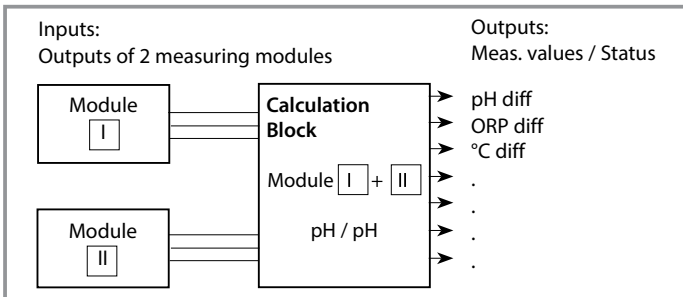 Inputs:
Outputs of 2 measuring modules
Outputs:
Meas. values / Status
Module
I
Module
II
Calculation
Block
Module I + II
pH / pH
pH diff
ORP diff
°C diff
.
.
.
.